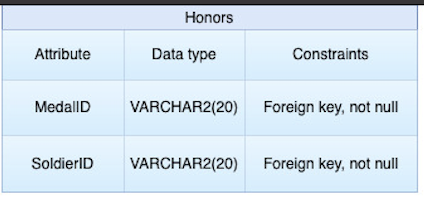 Honors
Attribute Data type Constraints
MedalID VARCHAR2(20) Foreign key, not null
SoldierID VARCHAR2(20) Foreign key, not null